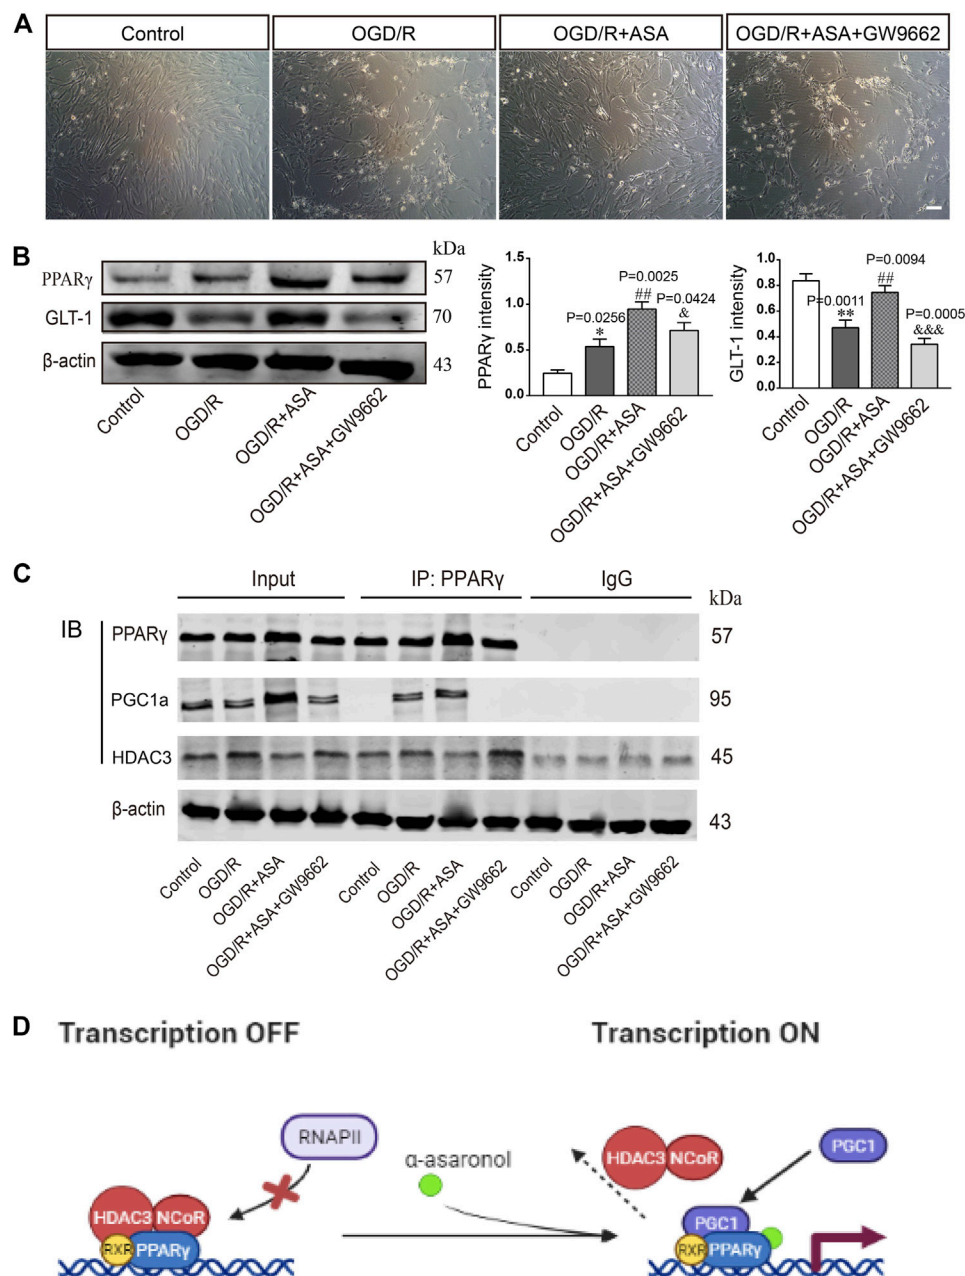 A
Control
OGD/R
OGD/R+ASA
OGD/R+ASA+GW9662
B
kDa
PPARγ
57
GLT-1
70
β-actin
43
Control
OGD/R
OGD/R+ASA
OGD/R+ASA+GW9662
PPARγ intensity
1.5
1.0
0.5
0.0
P=0.0256
*
P=0.0025
##
P=0.0424
&
Control
OGD/R
OGD/R+ASA
OGD/R+ASA+GW9662
GLT-1 intensity
1.0
0.8
0.6
0.4
0.2
0.0
P=0.0011
**
P=0.0094
##
P=0.0005
&&&
Control
OGD/R
OGD/R+ASA
OGD/R+ASA+GW9662
C
Input
IP: PPARγ
IgG
kDa
IB
PPARγ
57
PGC1a
95
HDAC3
45
β-actin
43
Control
OGD/R
OGD/R+ASA
OGD/R+ASA+GW9662
Control
OGD/R
OGD/R+ASA
OGD/R+ASA+GW9662
Control
OGD/R
OGD/R+ASA
OGD/R+ASA+GW9662
D
Transcription OFF
Transcription ON
RNAPII
HDAC3
NCoR
RXR
PPARγ
α-asaronol
HDAC3
NCoR
PGC1
PGC1
RXR
PPARγ